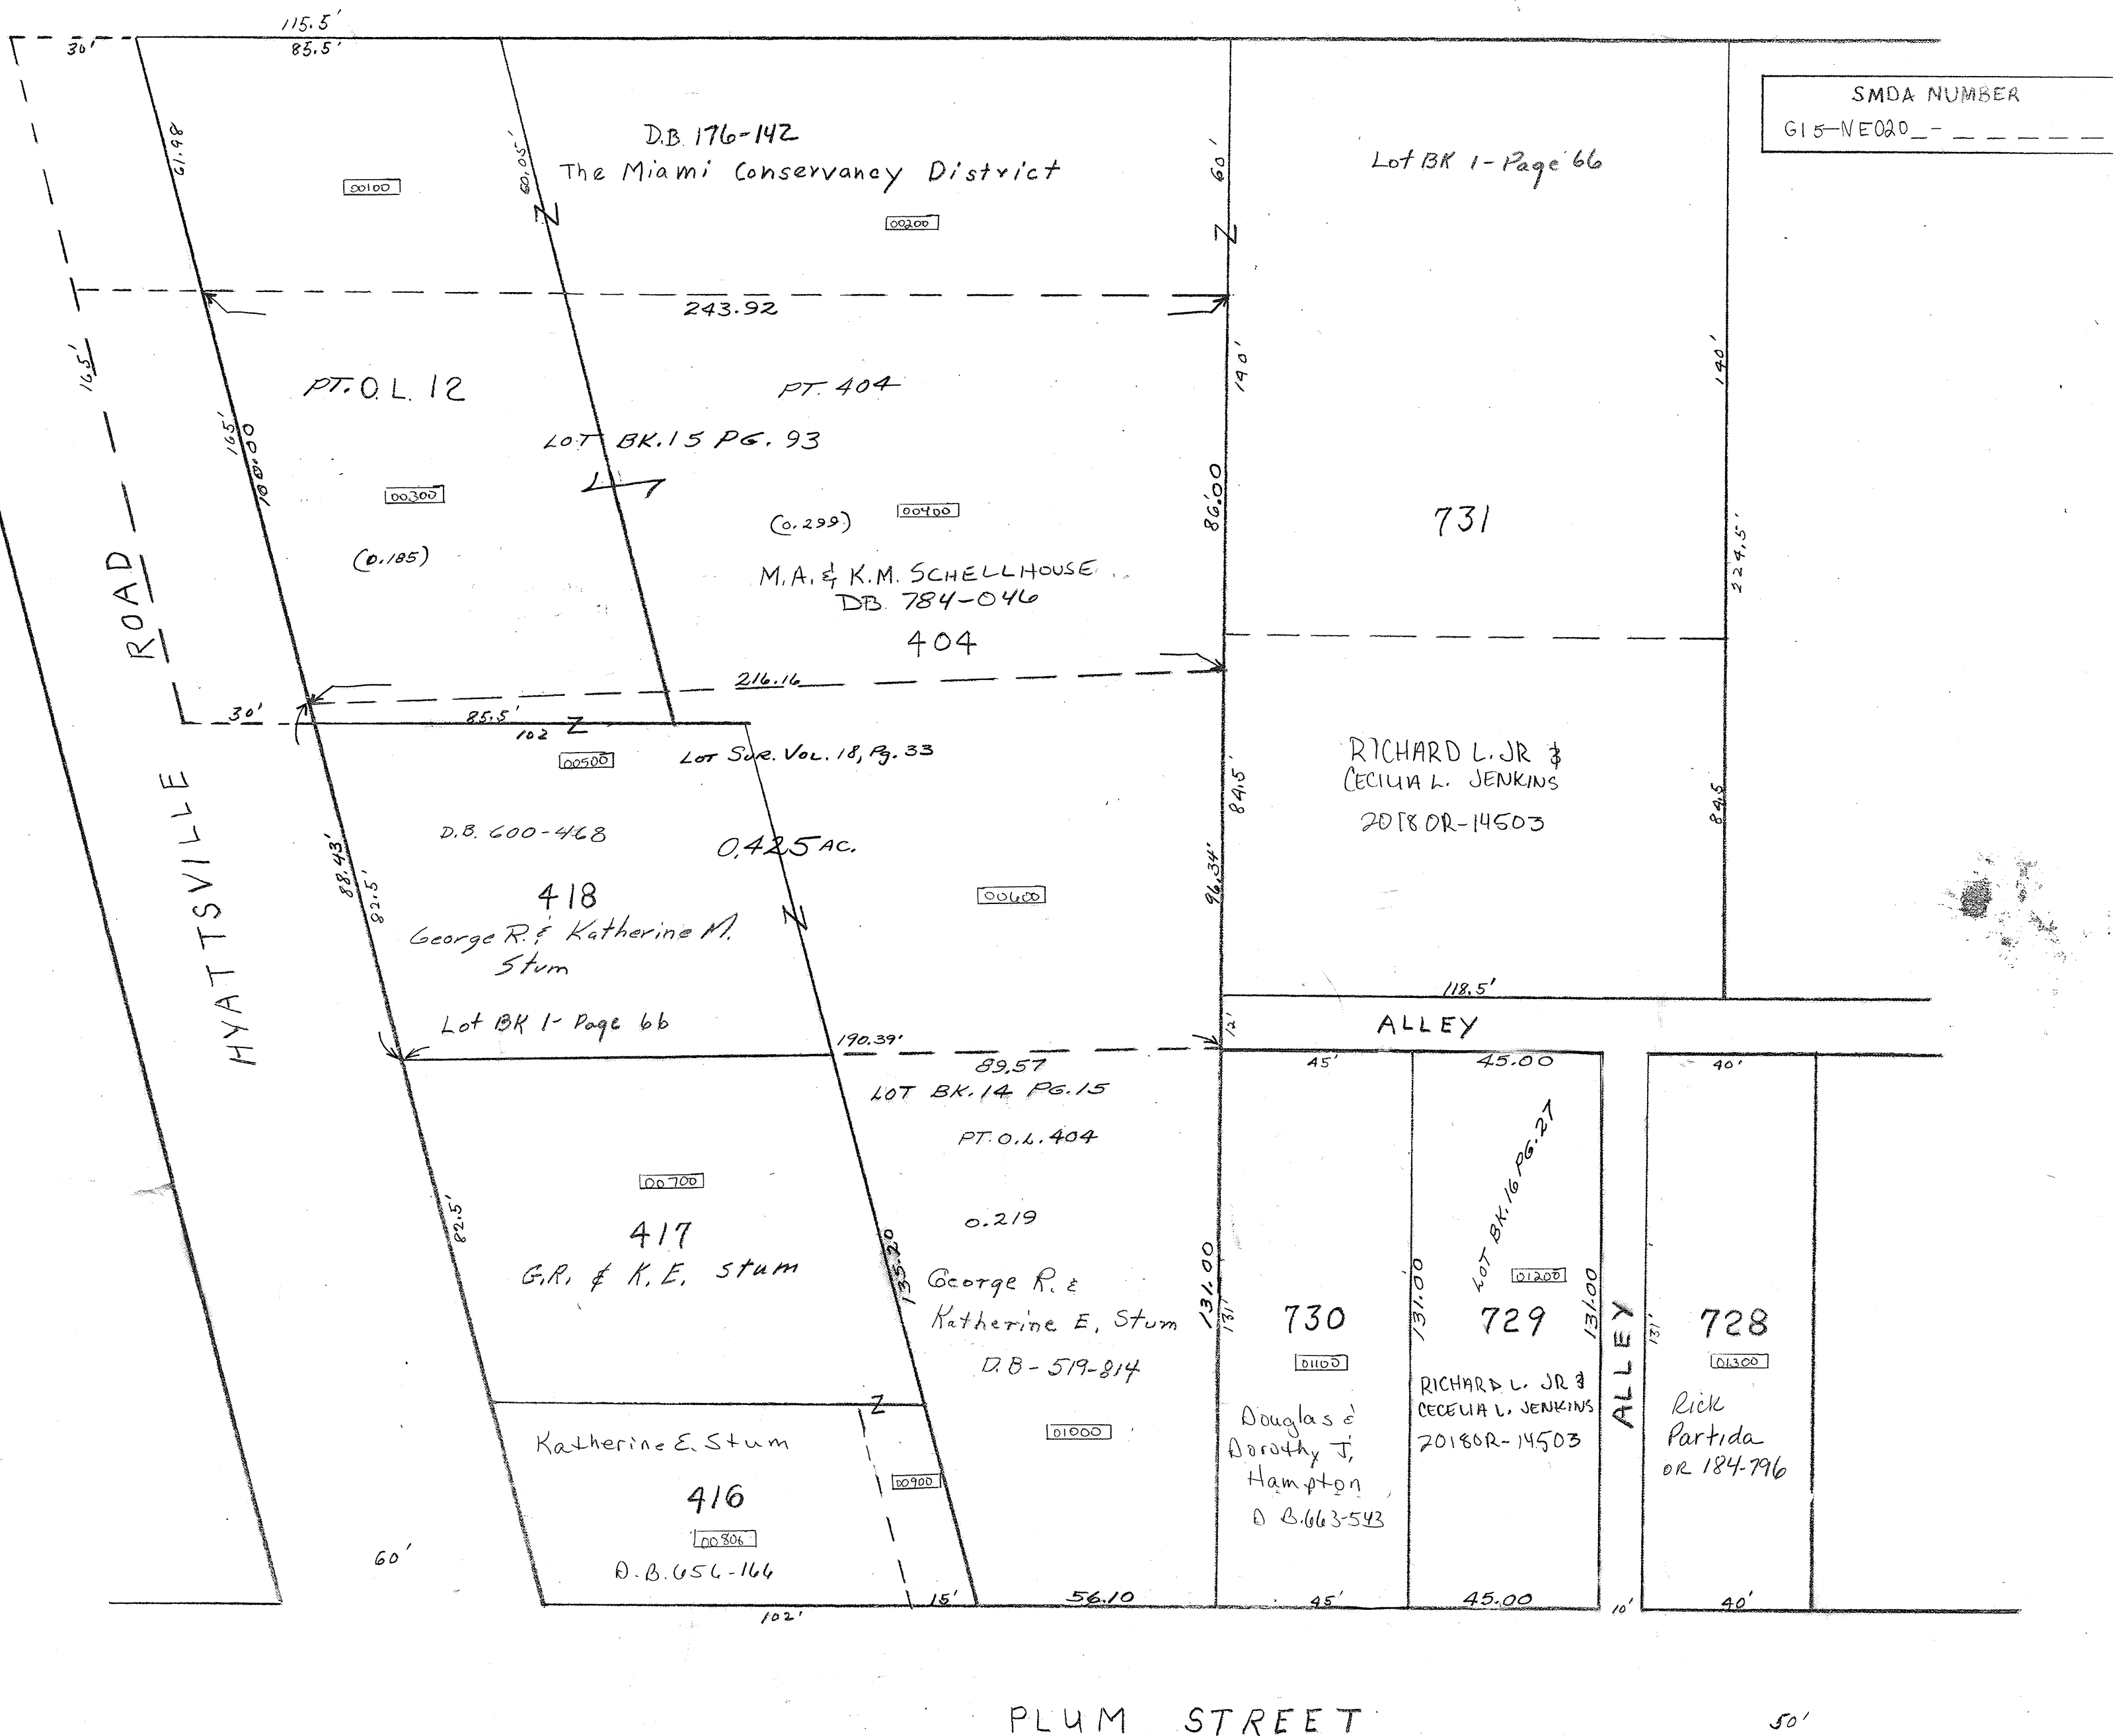 115.5'
30'
85.5'
SMDA NUMBER
G15-NE020_-_ _ _ _ _
61.98
60.05'
D.B. 176-142
The Miami Conservancy District
60'
Lot BK 1-Page 66
00100
00200
243.92
165'
165'
100.00
PT. O.L. 12
PT. 404
140'
140'
LOT BK.15 PG. 93
00300
(0.299)
00400
86.00
731
(0.185)
224.5'
M.A. & K.M. SCHELLHOUSE
DB. 784-046
404
ROAD
216.16
30'
85.5'
102
Z
00500
LOT SUR. VOL. 18, Pg. 33
RICHARD L. JR &
CECILIA L. JENKINS
2018OR-14503
84.5'
84.5
D.B. 600-468
0.425 AC.
88.43'
82.5'
418
00600
96.34'
George R. & Katherine M.
Stum
HYATTSVILLE
118.5'
Lot BK 1- Page 66
190.39'
12'
ALLEY
89.57
45'
45.00
40'
LOT BK.14 PG.15
PT. O.L. 404
LOT BK.16 PG.27
00700
82.5'
417
0.219
G.R. & K.E. Stum
135.20
George R. &
Katherine E. Stum
D.B-519-814
131.00
131'
730
01100
131.00
01200
729
131.00
ALLEY
131'
728
01300
RICHARD L. JR &
CECELIA L. JENKINS
2018OR-14503
Rick
Partida
OR 184-796
Douglas &
Dorothy J.
Hampton
D B.663-543
Z
Katherine E. Stum
01000
00900
416
00806
D.B.656-166
60'
102'
15'
56.10
45'
45.00
10'
40'
PLUM STREET
50'